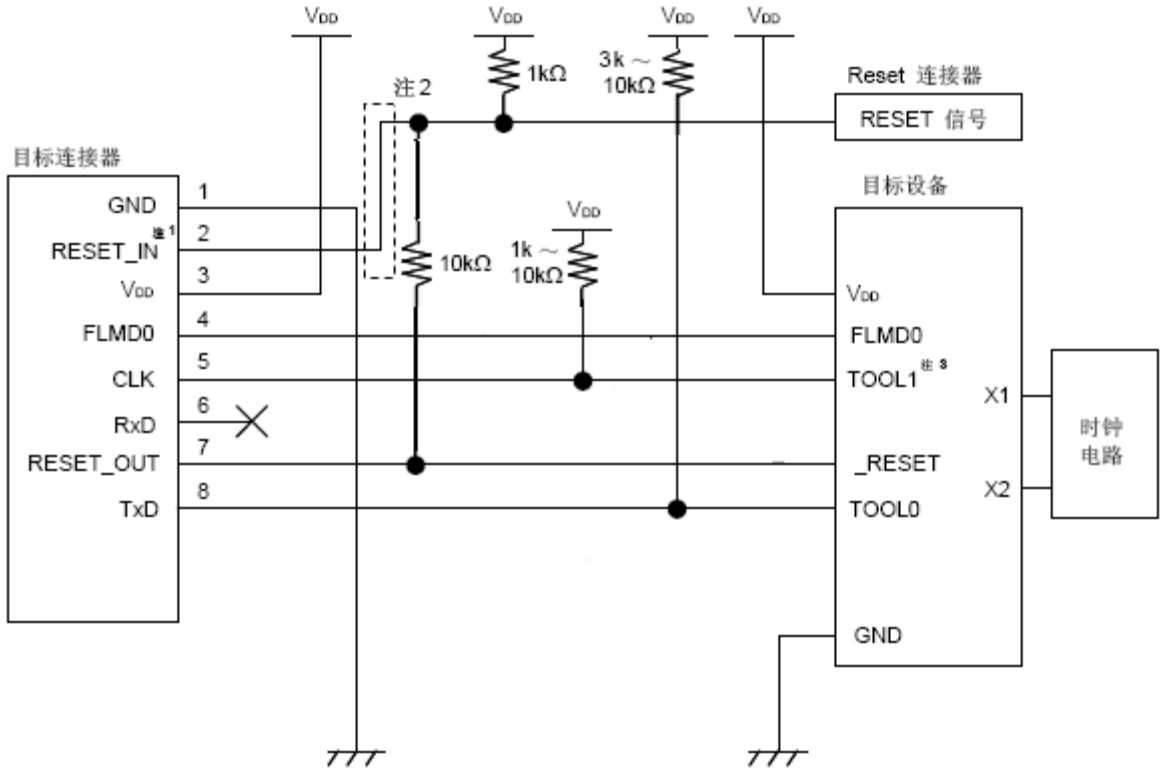 VDD
VDD
VDD
VDD
1kΩ
3k ～
10kΩ
注2
Reset 连接器
RESET 信号
目标连接器
目标设备
GND
1
RESET_IN 注1
2
VDD
3
FLMD0
4
CLK
5
RxD
6
RESET_OUT
7
TxD
8
10kΩ
VDD
1k ～
10kΩ
VDD
FLMD0
TOOL1 注3
_RESET
TOOL0
GND
X1
X2
时钟
电路